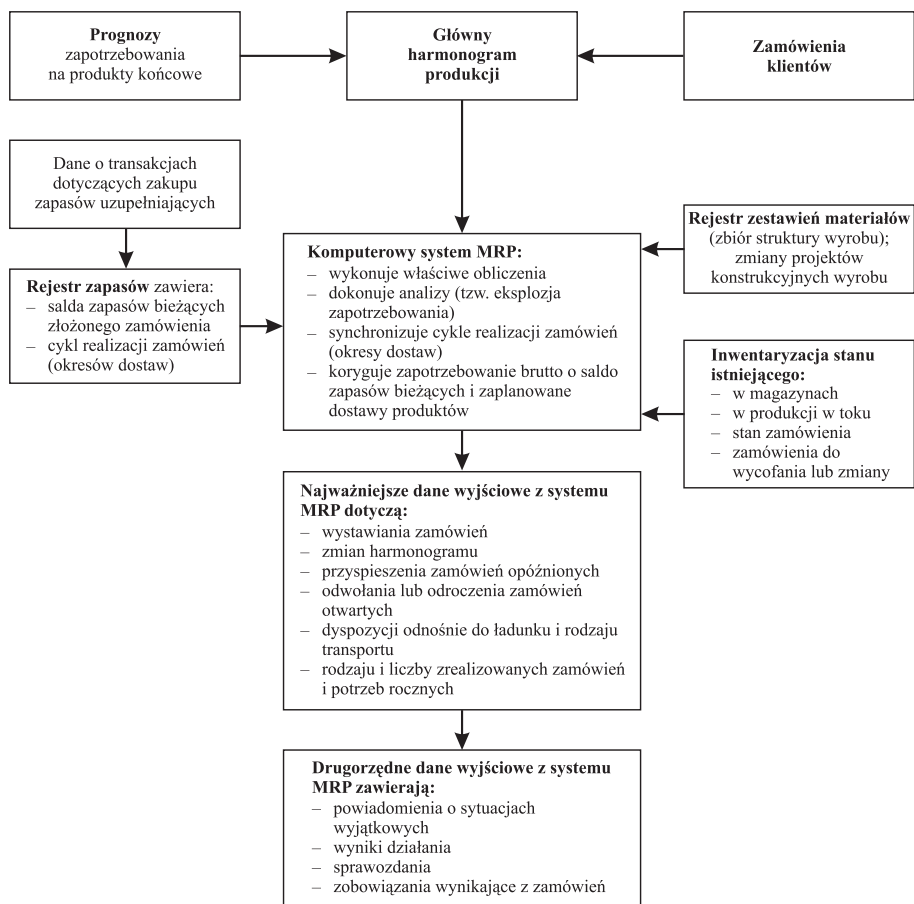 Prognozy
zapotrzebowania
na produkty końcowe
Główny
harmonogram
produkcji
Zamówienia
klientów
Dane o transakcjach
dotyczących zakupu
zapasów uzupełniających
Rejestr zapasów zawiera:
– salda zapasów bieżących
złożonego zamówienia
– cykl realizacji zamówień
(okresów dostaw)
Komputerowy system MRP:
– wykonuje właściwe obliczenia
– dokonuje analizy (tzw. eksplozja
zapotrzebowania)
– synchronizuje cykle realizacji zamówień
(okresy dostaw)
– koryguje zapotrzebowanie brutto o saldo
zapasów bieżących i zaplanowane
dostawy produktów
Rejestr zestawień materiałów
(zbiór struktury wyrobu);
zmiany projektów
konstrukcyjnych wyrobu
Inwentaryzacja stanu
istniejącego:
– w magazynach
– w produkcji w toku
– stan zamówienia
– zamówienia do
wycofania lub zmiany
Najważniejsze dane wyjściowe z systemu
MRP dotyczą:
– wystawiania zamówień
– zmian harmonogramu
– przyspieszenia zamówień opóźnionych
– odwołania lub odroczenia zamówień
otwartych
– dyspozycji odnośnie do ładunku i rodzaju
transportu
– rodzaju i liczby zrealizowanych zamówień
i potrzeb rocznych
Drugorzędne dane wyjściowe z systemu
MRP zawierają:
– powiadomienia o sytuacjach
wyjątkowych
– wyniki działania
– sprawozdania
– zobowiązania wynikające z zamówień